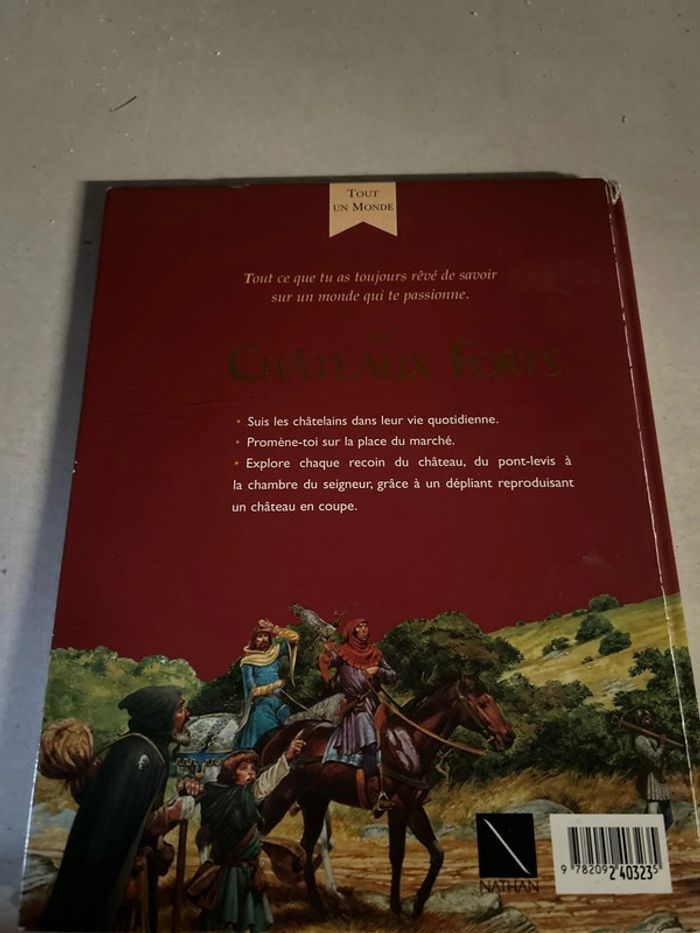 TOUT
UN MONDE
Tout ce que tu as toujours rêvé de savoir
sur un monde qui te passionne.
LES
CHÂTEAUX FORTS
• Suis les châtelains dans leur vie quotidienne.
• Promène-toi sur la place du marché.
• Explore chaque recoin du château, du pont-levis à
la chambre du seigneur, grâce à un dépliant reproduisant
un château en coupe.
NATHAN
9 782092 403235